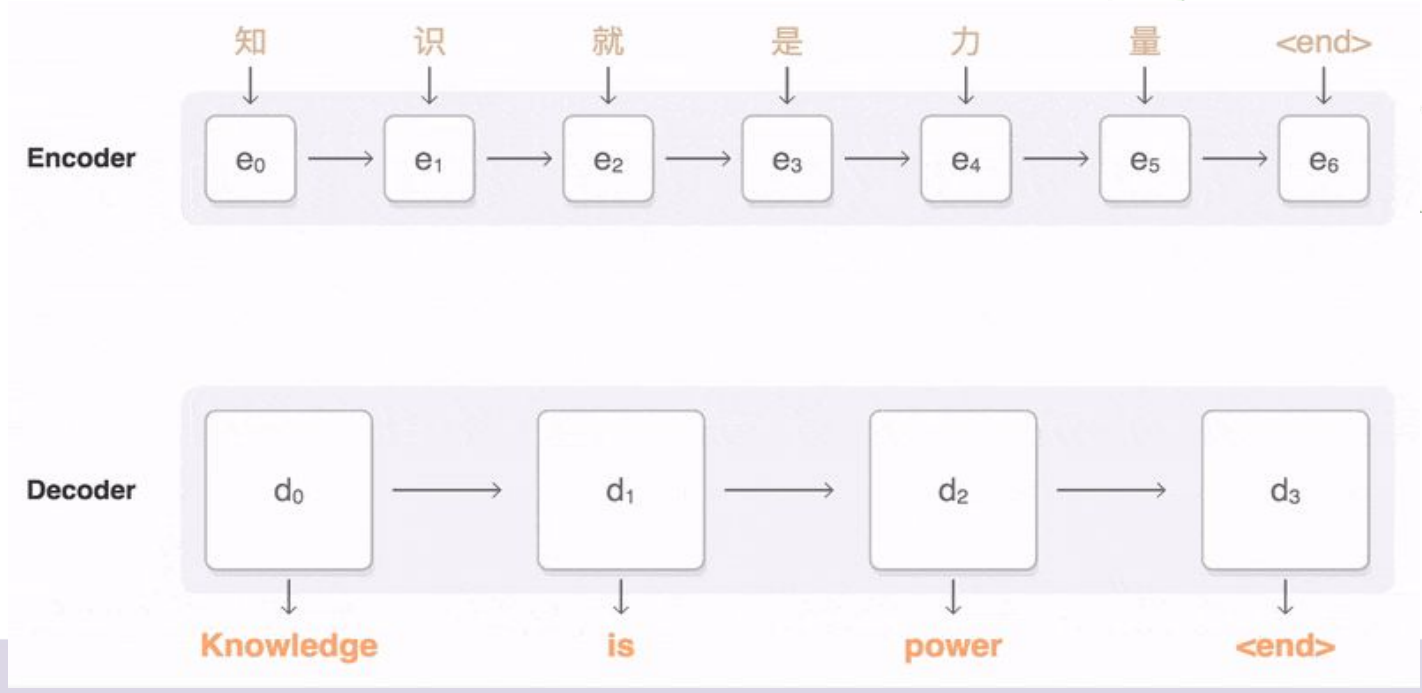 知 识 就 是 力 量 <end>
Encoder e₀ e₁ e₂ e₃ e₄ e₅ e₆
Decoder d₀ d₁ d₂ d₃
Knowledge is power <end>